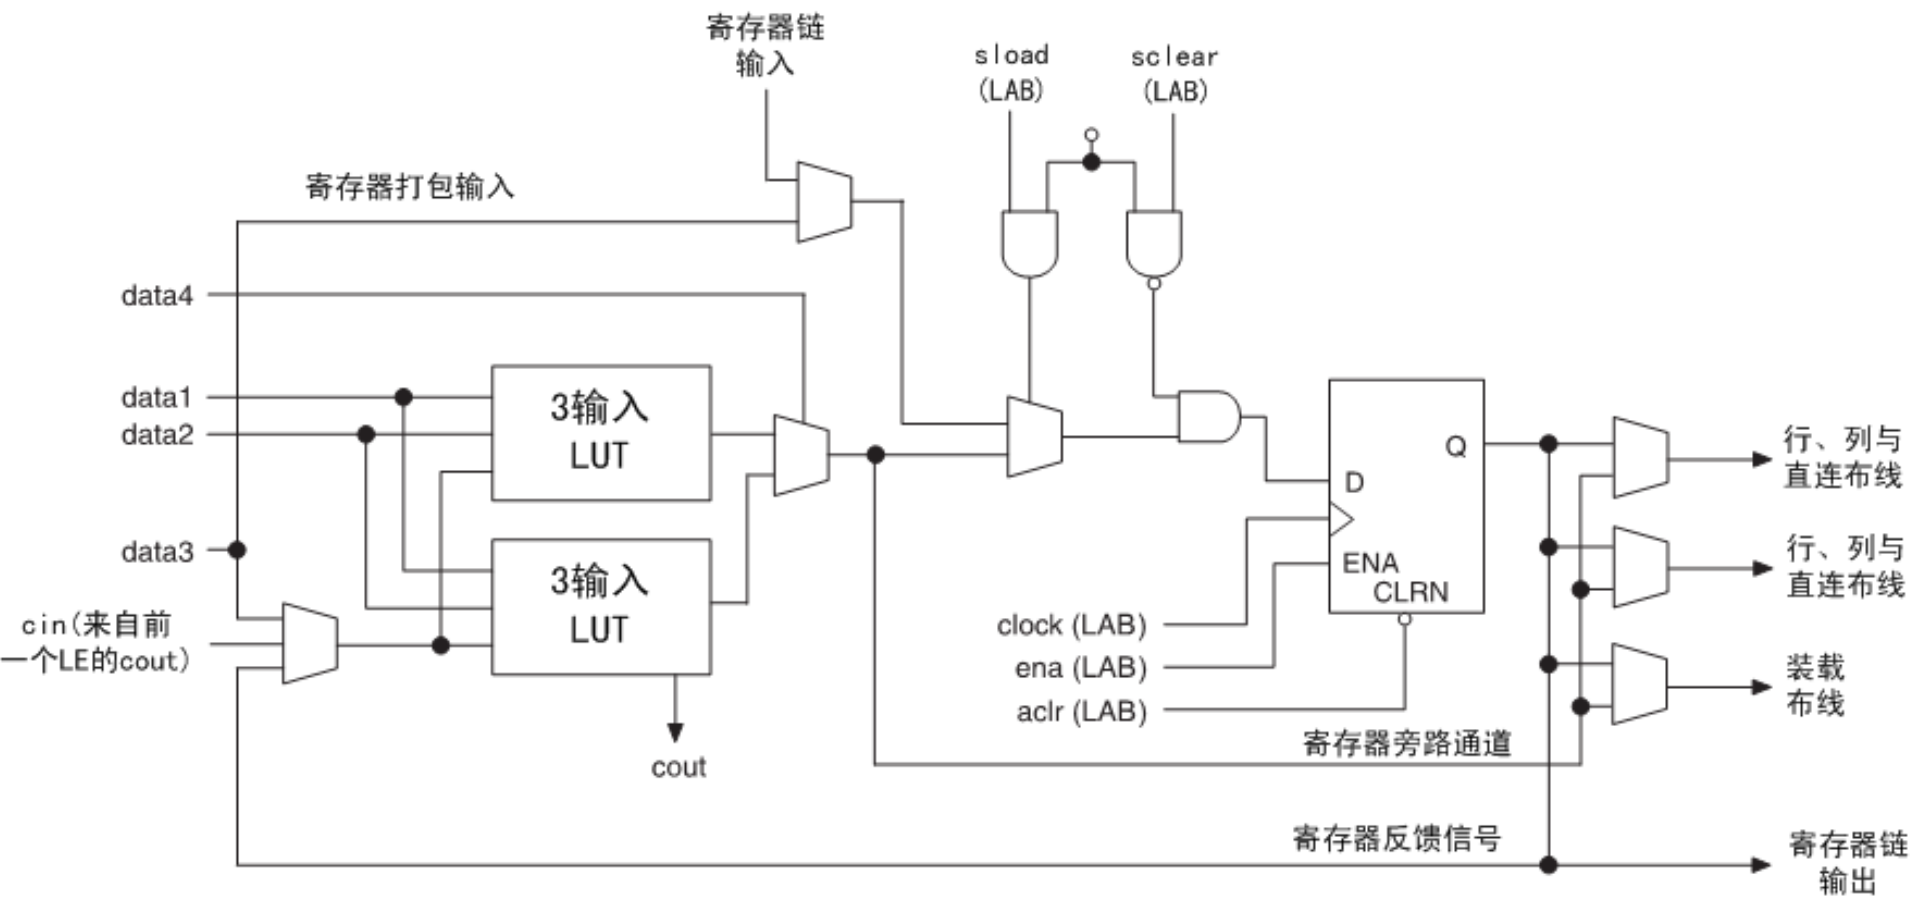 寄存器链
输入
sload
(LAB)
sclear
(LAB)
寄存器打包输入
data4
data1
data2
3输入
LUT
data3
3输入
LUT
cin(来自前
一个LE的cout)
cout
Q
D
ENA
CLRN
clock (LAB)
ena (LAB)
aclr (LAB)
行、列与
直连布线
行、列与
直连布线
装载
布线
寄存器旁路通道
寄存器反馈信号
寄存器链
输出